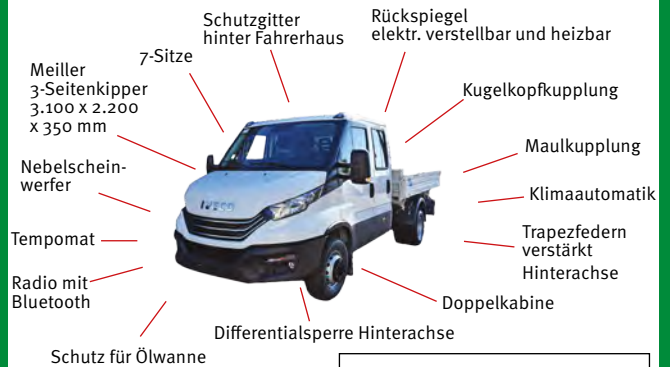 Schutzgitter
hinter Fahrerhaus
Rückspiegel
elektr. verstellbar und heizbar
7-Sitze
Meiller
3-Seitenkipper
3.100 x 2.200
x 350 mm
Kugelkopfkupplung
Maulkupplung
Nebelschein-
werfer
Klimaautomatik
IVECO
Tempomat
Trapezfedern
verstärkt
Hinterachse
Radio mit
Bluetooth
Doppelkabine
Differentialsperre Hinterachse
Schutz für Ölwanne